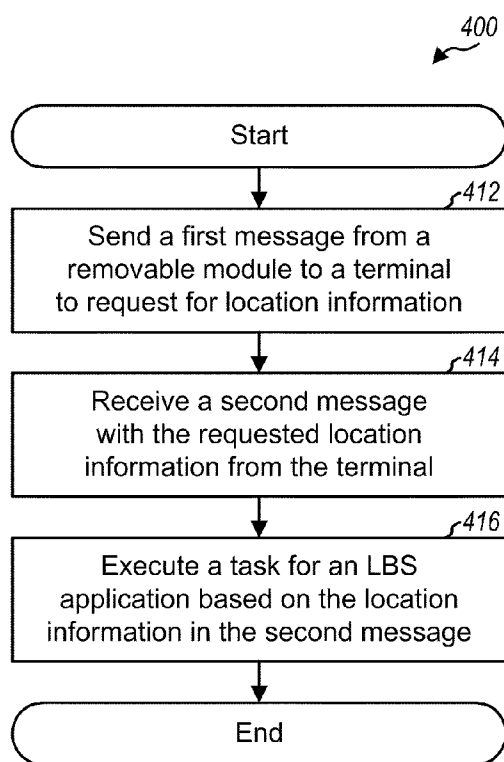 400
Start
412
Send a first message from a
removable module to a terminal
to request for location information
414
Receive a second message
with the requested location
information from the terminal
416
Execute a task for an LBS
application based on the location
information in the second message
End